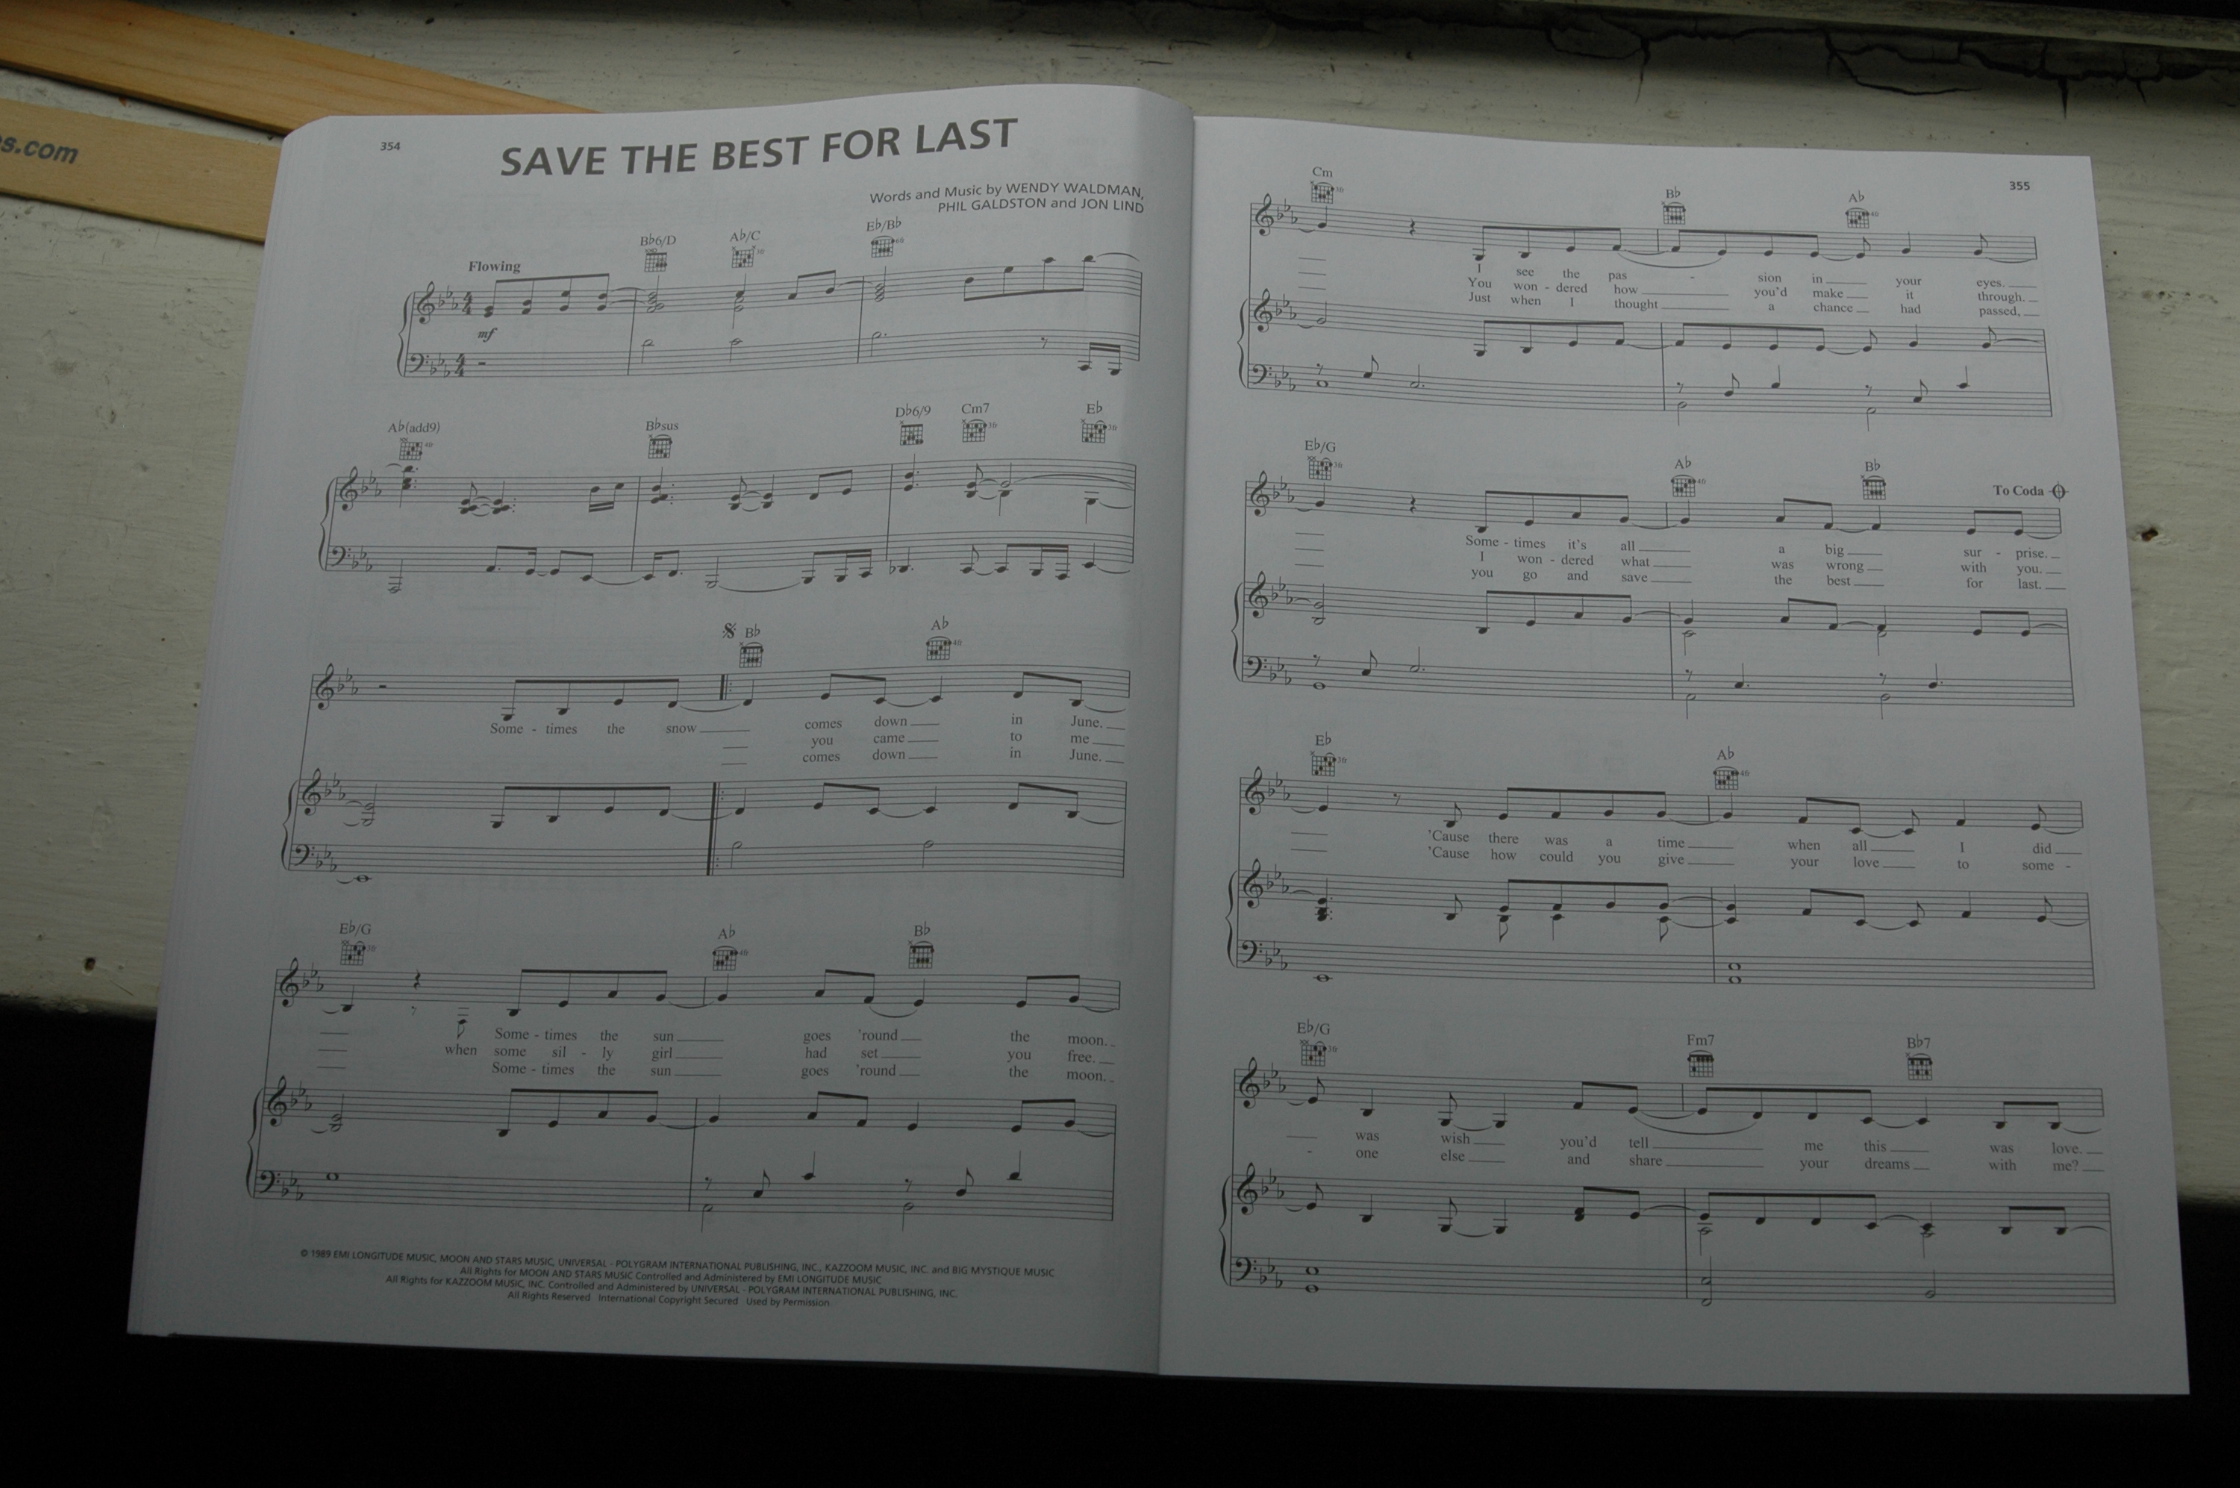 s.com
354
SAVE THE BEST FOR LAST
Words and Music by WENDY WALDMAN,
PHIL GALDSTON and JON LIND
Bb6/D Ab/C Eb/Bb
Flowing
mf
Ab(add9) Bbsus Db6/9 Cm7 Eb
Bb Ab
Some - times the snow comes down in June.
you came to me
comes down in June.
Eb/G Ab Bb
Some - times the sun goes 'round the moon.
when some sil - ly girl had set you free.
Some - times the sun goes 'round the moon.
© 1989 EMI LONGITUDE MUSIC, MOON AND STARS MUSIC, UNIVERSAL - POLYGRAM INTERNATIONAL PUBLISHING, INC., KAZZOOM MUSIC, INC. and BIG MYSTIQUE MUSIC
All Rights for MOON AND STARS MUSIC Controlled and Administered by EMI LONGITUDE MUSIC
All Rights for KAZZOOM MUSIC, INC. Controlled and Administered by UNIVERSAL - POLYGRAM INTERNATIONAL PUBLISHING, INC.
All Rights Reserved International Copyright Secured Used by Permission
355
Cm Bb Ab
I see the pas - sion in your eyes.
You won - dered how you'd make it through.
Just when I thought a chance had passed,
Eb/G Ab Bb
To Coda
Some - times it's all a big sur - prise.
I won - dered what was wrong with you.
you go and save the best for last.
Eb Ab
'Cause there was a time when all I did
'Cause how could you give your love to some -
Eb/G Fm7 Bb7
was wish you'd tell me this was love.
- one else and share your dreams with me?